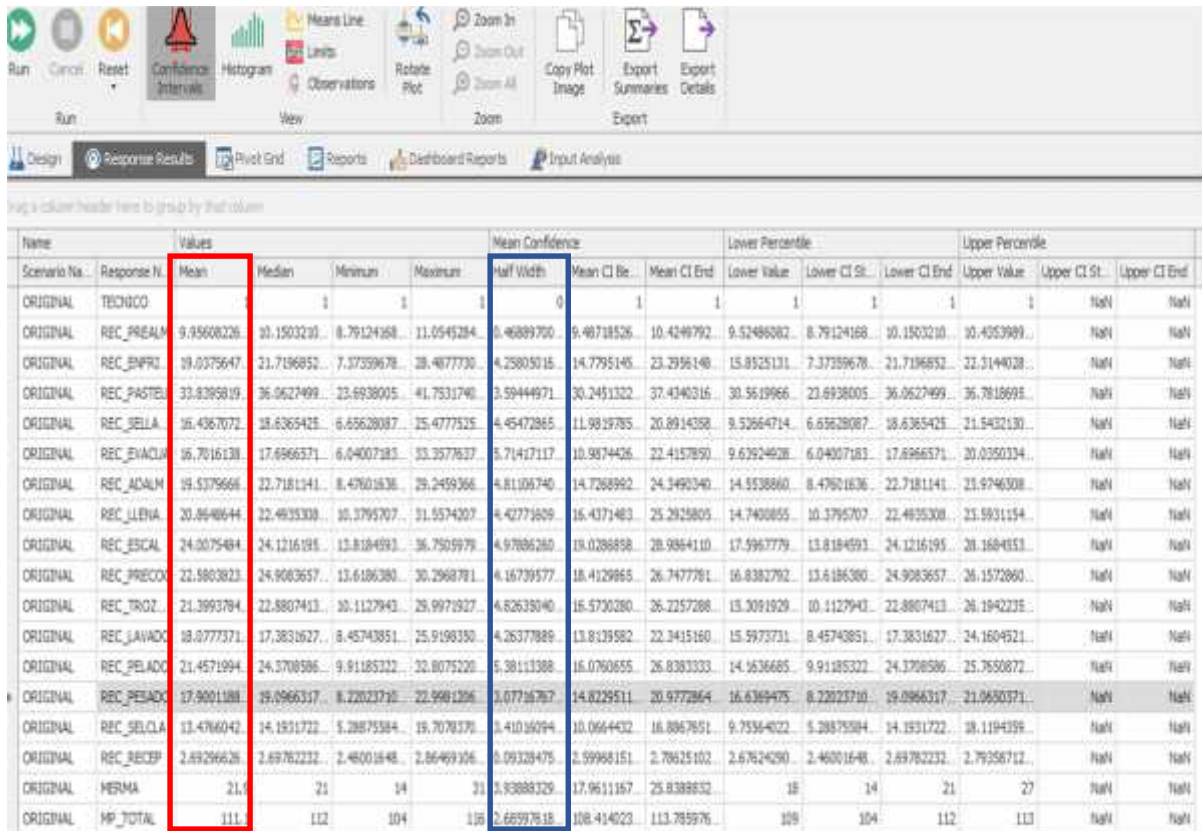 Run Cancel Reset Confidence Intervals Histogram Means Line Limits Observations Rotate Plot Zoom In Zoom Out Zoom All Copy Plot Image Export Summaries Export Details
Run View Zoom Export
Design Response Results Pivot Grid Reports Dashboard Reports Input Analysis
Drag a column header here to group by that column
Name Values Mean Confidence Lower Percentile Upper Percentile
Scenario Na... Response N... Mean Median Minimum Maximum Half Width Mean CI Be... Mean CI End Lower Value Lower CI St... Lower CI End Upper Value Upper CI St... Upper CI End
ORIGINAL TECNICO 1 1 1 1 0 1 1 1 1 1 1 NaN NaN
ORIGINAL REC_PREALM 9.95608226... 10.1503210... 8.79124168... 11.0545284... 0.46889700... 9.48718526... 10.4249792... 9.52486082... 8.79124168... 10.1503210... 10.4353989... NaN NaN
ORIGINAL REC_ENFRI... 19.0375647... 21.7196852... 7.37359678... 28.4877730... 4.25805016... 14.7795145... 23.2956148... 15.8525131... 7.37359678... 21.7196852... 22.3144028... NaN NaN
ORIGINAL REC_PASTEU 33.8395819... 36.0627499... 23.6938005... 41.7531740... 3.59444971... 30.2451322... 37.4340316... 30.5619966... 23.6938005... 36.0627499... 36.7818695... NaN NaN
ORIGINAL REC_SELLA... 16.4367072... 18.6365425... 6.65628087... 25.4777525... 4.45472865... 11.9819785... 20.8914358... 9.52664714... 6.65628087... 18.6365425... 21.5432130... NaN NaN
ORIGINAL REC_EVACUA 16.7016138... 17.6966571... 6.04007183... 33.3577637... 5.71417117... 10.9874426... 22.4157850... 9.63924928... 6.04007183... 17.6966571... 20.0350334... NaN NaN
ORIGINAL REC_ADALM 19.5379666... 22.7181141... 8.47601636... 29.2459366... 4.81106740... 14.7268992... 24.3490340... 14.5538860... 8.47601636... 22.7181141... 23.9746308... NaN NaN
ORIGINAL REC_LLENA... 20.8648644... 22.4935308... 10.3795707... 31.5574207... 4.42771609... 16.4371483... 25.2925805... 14.7400855... 10.3795707... 22.4935308... 23.5931154... NaN NaN
ORIGINAL REC_ESCAL 24.0075484... 24.1216195... 13.8184593... 36.7505979... 4.97886260... 19.0286858... 28.9864110... 17.5967779... 13.8184593... 24.1216195... 28.1684553... NaN NaN
ORIGINAL REC_PRECOC 22.5803823... 24.9083657... 13.6186380... 30.2968781... 4.16739577... 18.4129865... 26.7477781... 16.8382792... 13.6186380... 24.9083657... 26.1572860... NaN NaN
ORIGINAL REC_TROZ... 21.3993784... 22.8807413... 10.1127943... 29.9971927... 4.82635040... 16.5730280... 26.2257288... 15.3091929... 10.1127943... 22.8807413... 26.1942235... NaN NaN
ORIGINAL REC_LAVADO 18.0777371... 17.3831627... 8.45743851... 25.9198350... 4.26377889... 13.8139582... 22.3415160... 15.5973731... 8.45743851... 17.3831627... 24.1604521... NaN NaN
ORIGINAL REC_PELADO 21.4571994... 24.3708586... 9.91185322... 32.8075220... 5.38113388... 16.0760655... 26.8383333... 14.1636685... 9.91185322... 24.3708586... 25.7650872... NaN NaN
ORIGINAL REC_PESADO 17.9001188... 19.0966317... 8.22023710... 22.9981206... 3.07716767... 14.8229511... 20.9772864... 16.6369475... 8.22023710... 19.0966317... 21.0650371... NaN NaN
ORIGINAL REC_SELCLA 13.4766042... 14.1931722... 5.28875584... 19.7078370... 3.41016094... 10.0664432... 16.8867651... 9.75564022... 5.28875584... 14.1931722... 18.1194359... NaN NaN
ORIGINAL REC_RECEP 2.69296626... 2.69782232... 2.46001648... 2.86469106... 0.09328475... 2.59968151... 2.78625102... 2.67624290... 2.46001648... 2.69782232... 2.79358712... NaN NaN
ORIGINAL MERMA 21,9 21 14 31 3.93888329... 17.9611167... 25.8388832... 18 14 21 27 NaN NaN
ORIGINAL MP_TOTAL 111,1 112 104 116 2.68597618... 108.414023... 113.785976... 109 104 112 113 NaN NaN